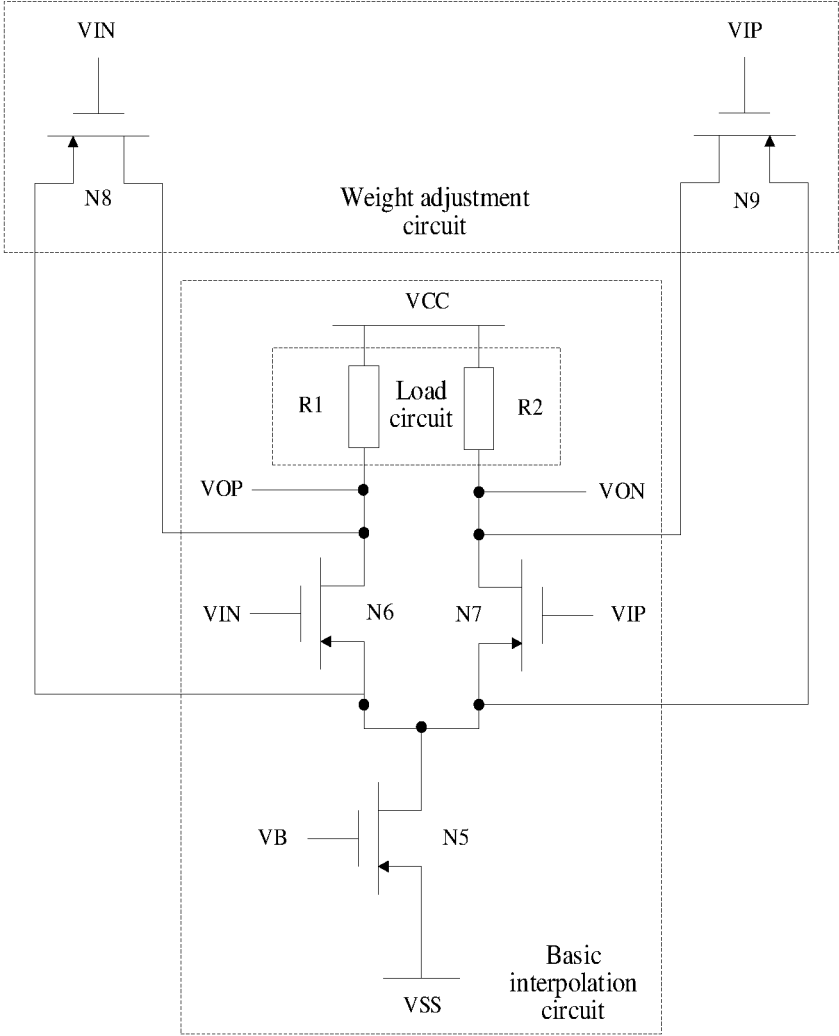 VIN
VIP
N8
N9
Weight adjustment
circuit
VCC
R1
Load
circuit
R2
VOP
VON
VIN
N6
N7
VIP
VB
N5
VSS
Basic
interpolation
circuit